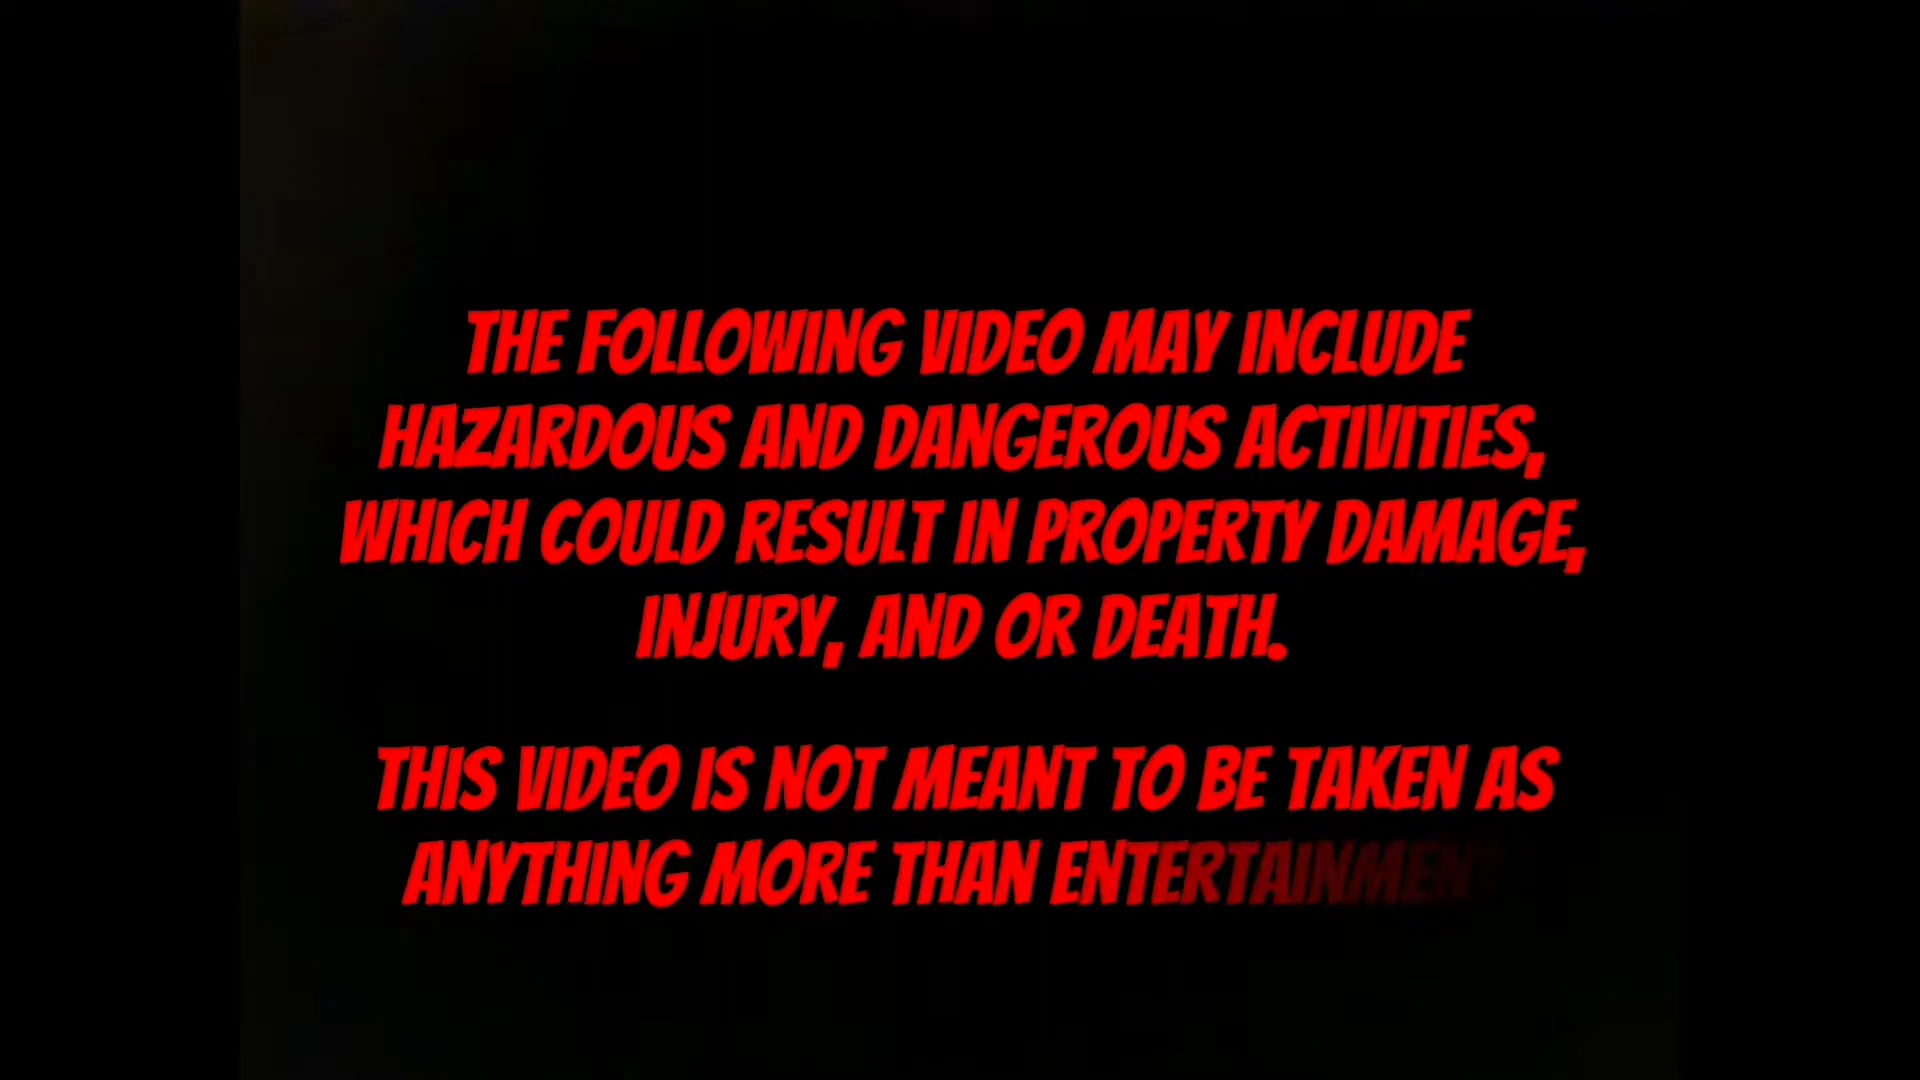 THE FOLLOWING VIDEO MAY INCLUDE
HAZARDOUS AND DANGEROUS ACTIVITIES,
WHICH COULD RESULT IN PROPERTY DAMAGE,
INJURY, AND OR DEATH.
THIS VIDEO IS NOT MEANT TO BE TAKEN AS
ANYTHING MORE THAN ENTERTAINMENT